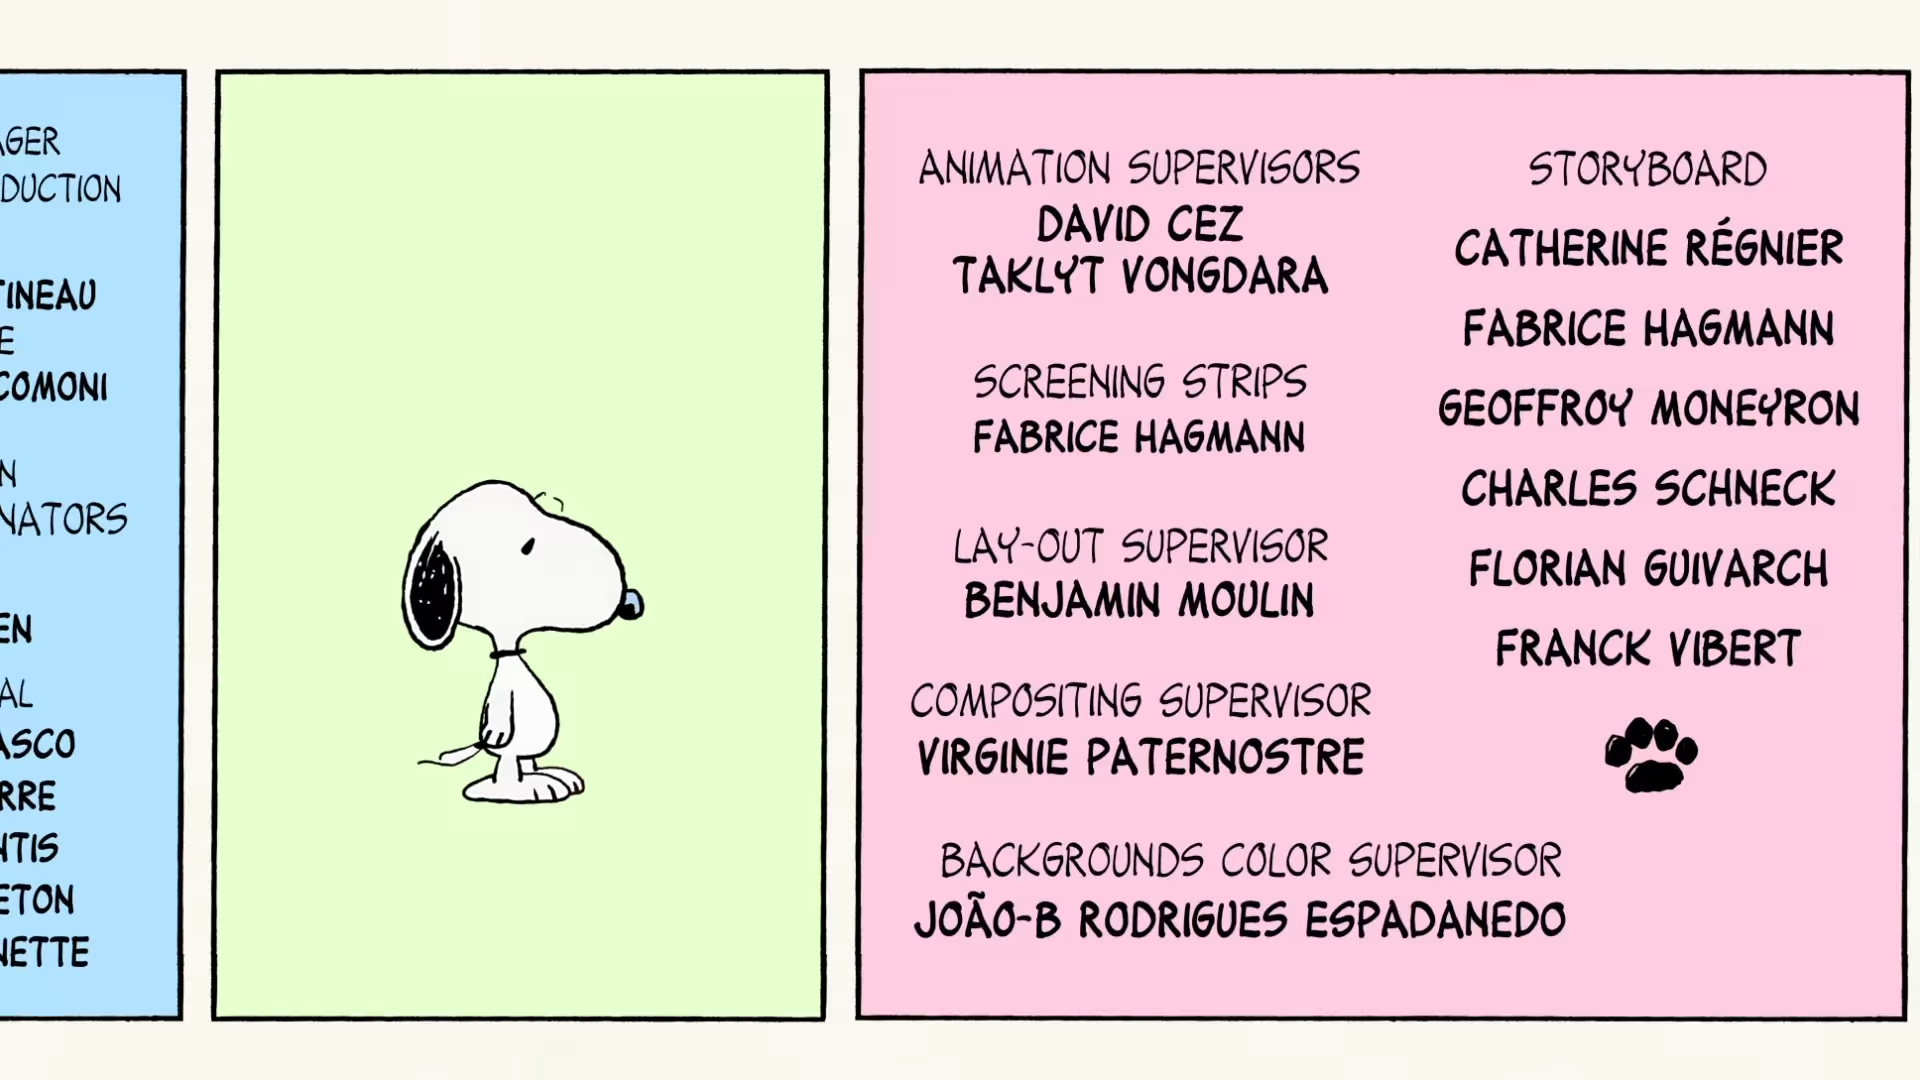 DUCTION
ANIMATION SUPERVISORS
DAVID CEZ
TAKLYT VONGDARA
SCREENING STRIPS
FABRICE HAGMANN
LAY-OUT SUPERVISOR
BENJAMIN MOULIN
COMPOSITING SUPERVISOR
VIRGINIE PATERNOSTRE
BACKGROUNDS COLOR SUPERVISOR
JOÃO-B RODRIGUES ESPADANEDO
STORYBOARD
CATHERINE RÉGNIER
FABRICE HAGMANN
GEOFFROY MONEYRON
CHARLES SCHNECK
FLORIAN GUIVARCH
FRANCK VIBERT